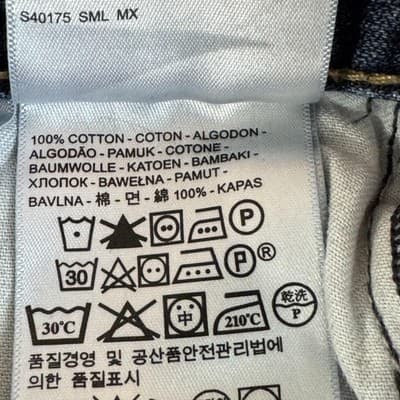 S40175 SML MX
100% COTTON - COTON - ALGODON -
ALGODÃO - PAMUK - COTONE -
BAUMWOLLE - KATOEN - BAMBAKI -
ХЛОПОК - BAWEŁNA - PAMUT -
BAVLNA - 棉 - 면 - 綿 100% - KAPAS
P
30 P ®
30℃ 中 210℃ 乾洗 P
품질경영 및 공산품안전관리법에
의한 품질표시